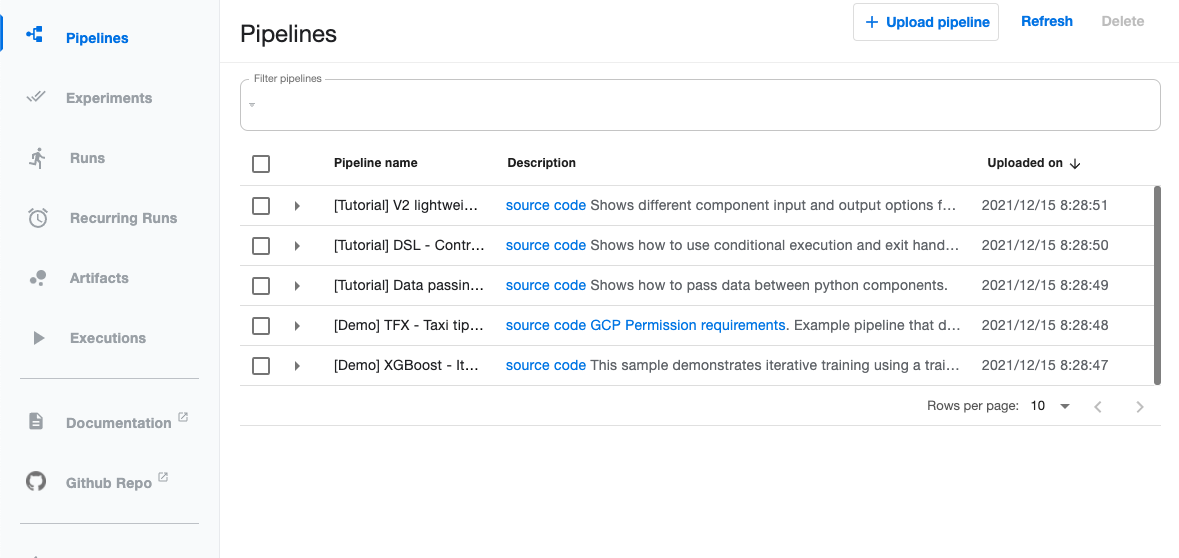 Pipelines
Experiments
Runs
Recurring Runs
Artifacts
Executions
Documentation
Github Repo
Pipelines
+ Upload pipeline Refresh Delete
Filter pipelines
Pipeline name Description Uploaded on
[Tutorial] V2 lightwei... source code Shows different component input and output options f... 2021/12/15 8:28:51
[Tutorial] DSL - Contr... source code Shows how to use conditional execution and exit hand... 2021/12/15 8:28:50
[Tutorial] Data passin... source code Shows how to pass data between python components. 2021/12/15 8:28:49
[Demo] TFX - Taxi tip... source code GCP Permission requirements. Example pipeline that d... 2021/12/15 8:28:48
[Demo] XGBoost - It... source code This sample demonstrates iterative training using a trai... 2021/12/15 8:28:47
Rows per page: 10